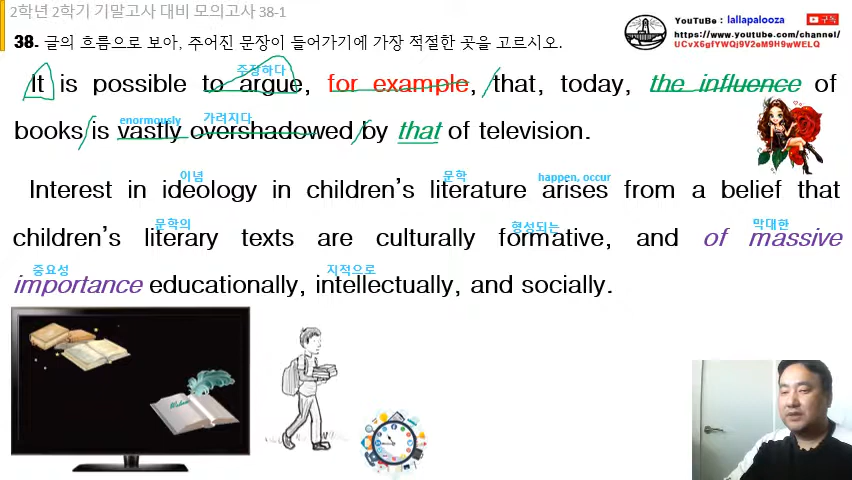 2학년 2학기 기말고사 대비 모의고사 38-1
YouTuBe : lallapalooza 구독
https://www.youtube.com/channel/
UCvX6gfYWQj9V2eM9H9wWELQ
38. 글의 흐름으로 보아, 주어진 문장이 들어가기에 가장 적절한 곳을 고르시오.
주장하다
It is possible to argue, for example, that, today, the influence of
enormously 가려지다
books is vastly overshadowed by that of television.
이념 문학 happen, occur
Interest in ideology in children's literature arises from a belief that
문학의 형성되는 막대한
children's literary texts are culturally formative, and of massive
중요성 지적으로
importance educationally, intellectually, and socially.